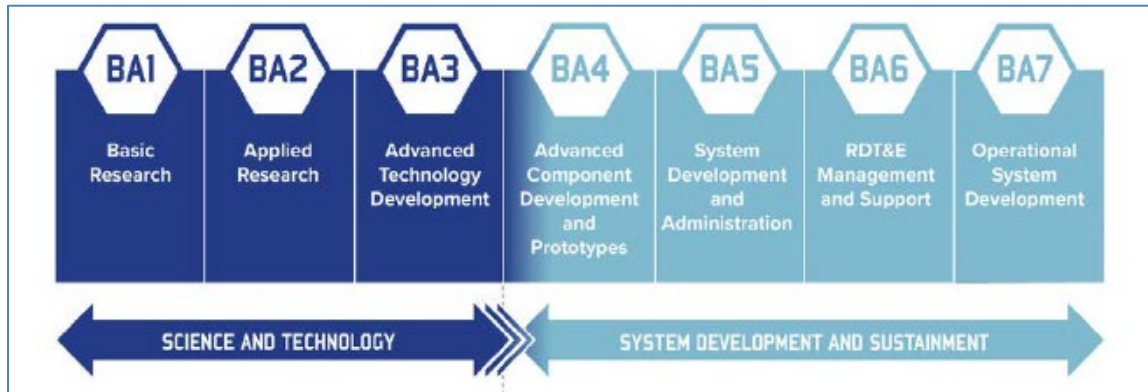 BA1
Basic
Research
BA2
Applied
Research
BA3
Advanced
Technology
Development
BA4
Advanced
Component
Development
and
Prototypes
BA5
System
Development
and
Administration
BA6
RDT&E
Management
and Support
BA7
Operational
System
Development
SCIENCE AND TECHNOLOGY
SYSTEM DEVELOPMENT AND SUSTAINMENT